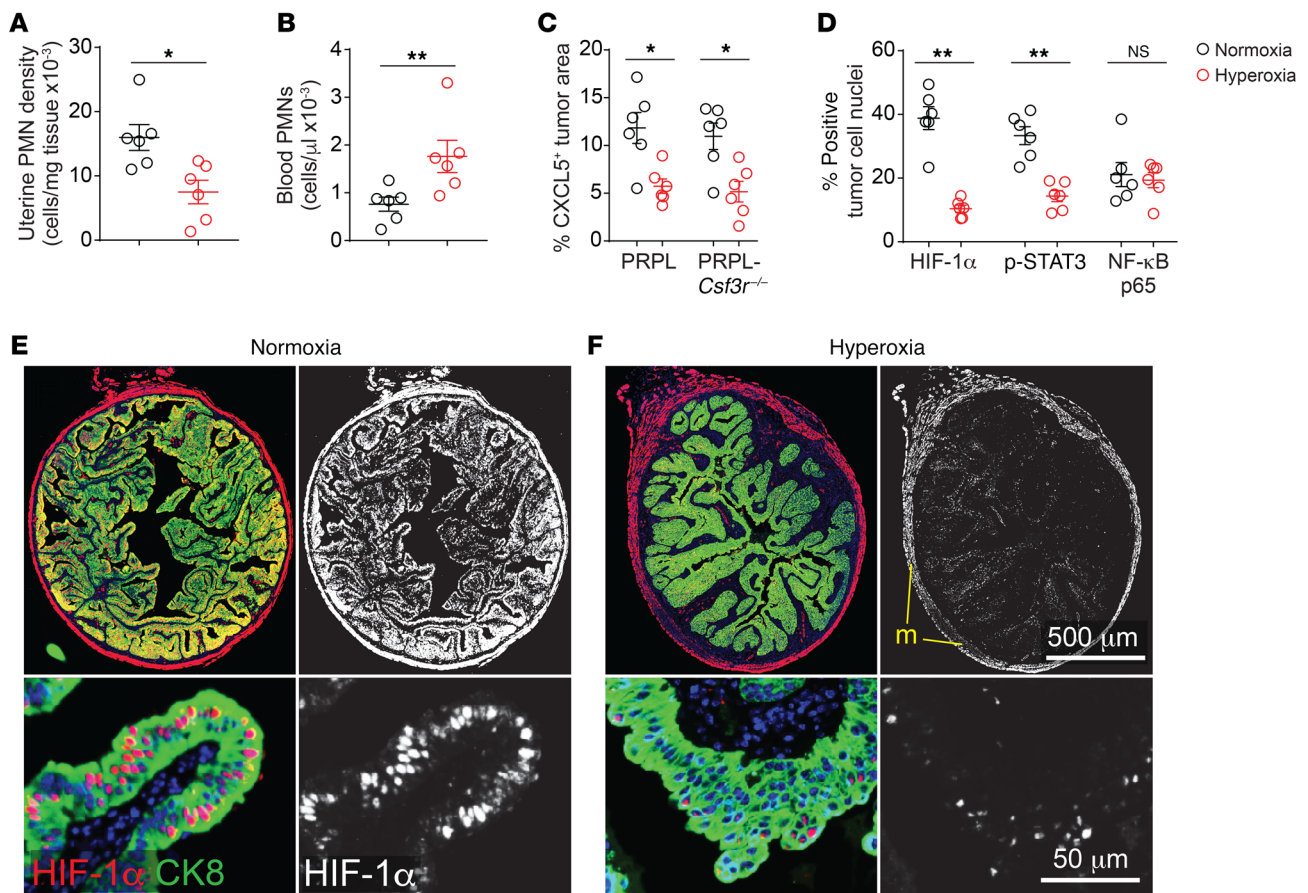 A
Uterine PMN density
(cells/mg tissue x10⁻³)
30
20
10
0
*
B
Blood PMNs
(cells/μl x10⁻³)
4
3
2
1
0
**
C
% CXCL5⁺ tumor area
20
15
10
5
0
*
*
PRPL
PRPL-
Csf3r⁻/⁻
D
% Positive
tumor cell nuclei
60
40
20
0
**
**
NS
HIF-1α
p-STAT3
NF-κB
p65
Normoxia
Hyperoxia
E
Normoxia
F
Hyperoxia
m
500 μm
HIF-1α CK8
HIF-1α
50 μm